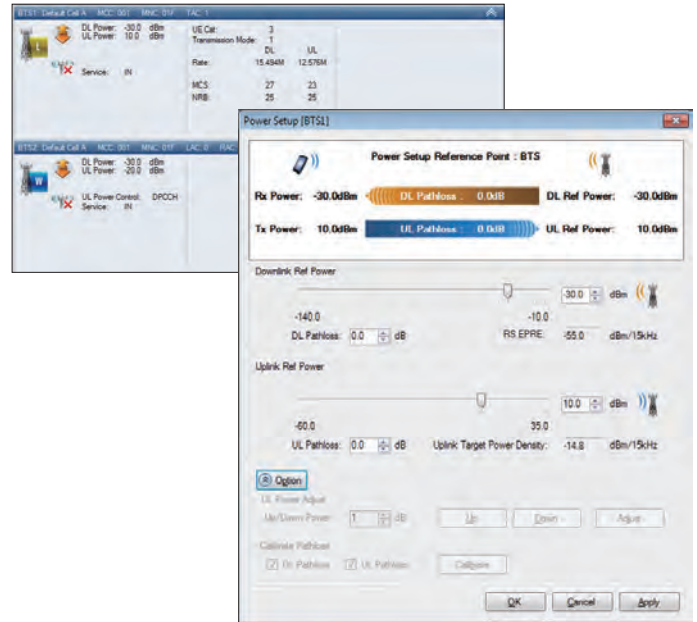 BTS1: Default Cell A MCC: 001 MNC: 01F TAC: 1
DL Power: -30.0 dBm
UL Power: 10.0 dBm
UE Cat: 3
Transmission Mode: 1
DL UL
Rate: 15.494M 12.576M
L
Service: IN
MCS: 27 23
NRB: 25 25
BTS2: Default Cell A MCC: 001 MNC: 01F LAC: 0 RAC
DL Power: -30.0 dBm
UL Power: -20.0 dBm
W
UL Power Control: DPCCH
Service: IN
Power Setup [BTS1]
Power Setup Reference Point : BTS
Rx Power: -30.0dBm DL Pathloss : 0.0dB DL Ref Power: -30.0dBm
Tx Power: 10.0dBm UL Pathloss : 0.0dB UL Ref Power: 10.0dBm
Downlink Ref Power
-30.0 dBm
-140.0 -10.0
DL Pathloss: 0.0 dB RS EPRE: -55.0 dBm/15kHz
Uplink Ref Power
10.0 dBm
-60.0 35.0
UL Pathloss: 0.0 dB Uplink Target Power Density: -14.8 dBm/15kHz
Option
UL Power Adjust
Up/Down Power: 1 dB Up Down Adjust
Calibrate Pathloss
DL Pathloss UL Pathloss Calibrate
OK Cancel Apply